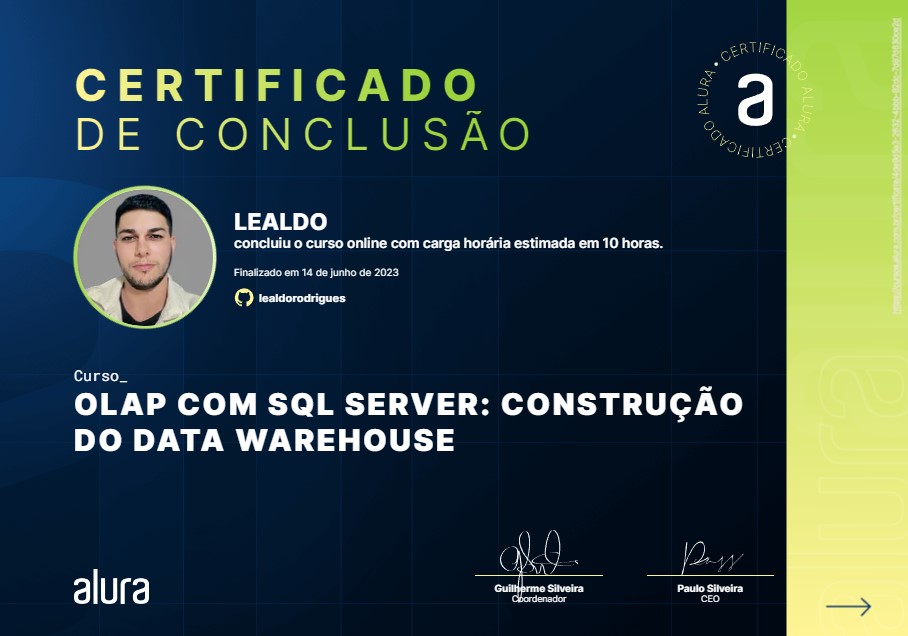 CERTIFICADO
DE CONCLUSÃO
CERTIFICADO ALURA • CERTIFICADO ALURA •
a
LEALDO
concluiu o curso online com carga horária estimada em 10 horas.
Finalizado em 14 de junho de 2023
lealdorodrigues
Curso_
OLAP COM SQL SERVER: CONSTRUÇÃO
DO DATA WAREHOUSE
alura
Guilherme Silveira
Coordenador
Paulo Silveira
CEO
alura